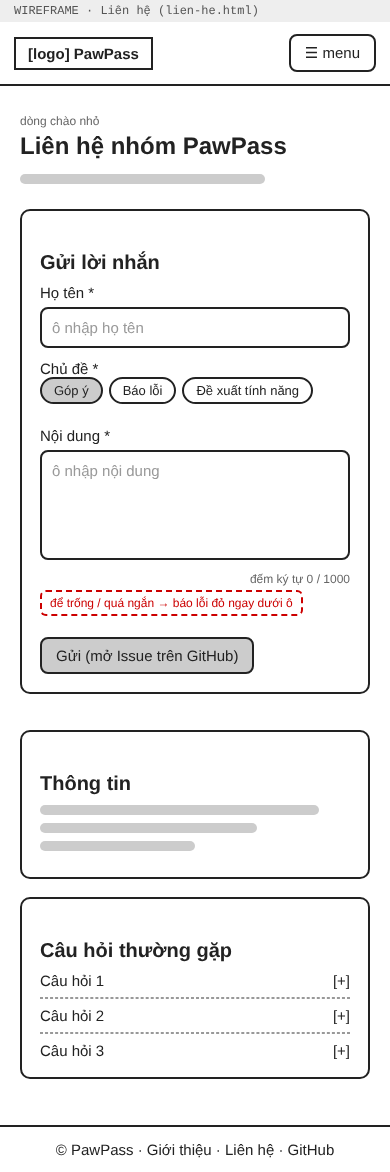 WIREFRAME · Liên hệ (lien-he.html)
[logo] PawPass
☰ menu
dòng chào nhỏ
Liên hệ nhóm PawPass
Gửi lời nhắn
Họ tên *
ô nhập họ tên
Chủ đề *
Góp ý Báo lỗi Đề xuất tính năng
Nội dung *
ô nhập nội dung
đếm ký tự 0 / 1000
để trống / quá ngắn → báo lỗi đỏ ngay dưới ô
Gửi (mở Issue trên GitHub)
Thông tin
Câu hỏi thường gặp
Câu hỏi 1 [+]
Câu hỏi 2 [+]
Câu hỏi 3 [+]
© PawPass · Giới thiệu · Liên hệ · GitHub